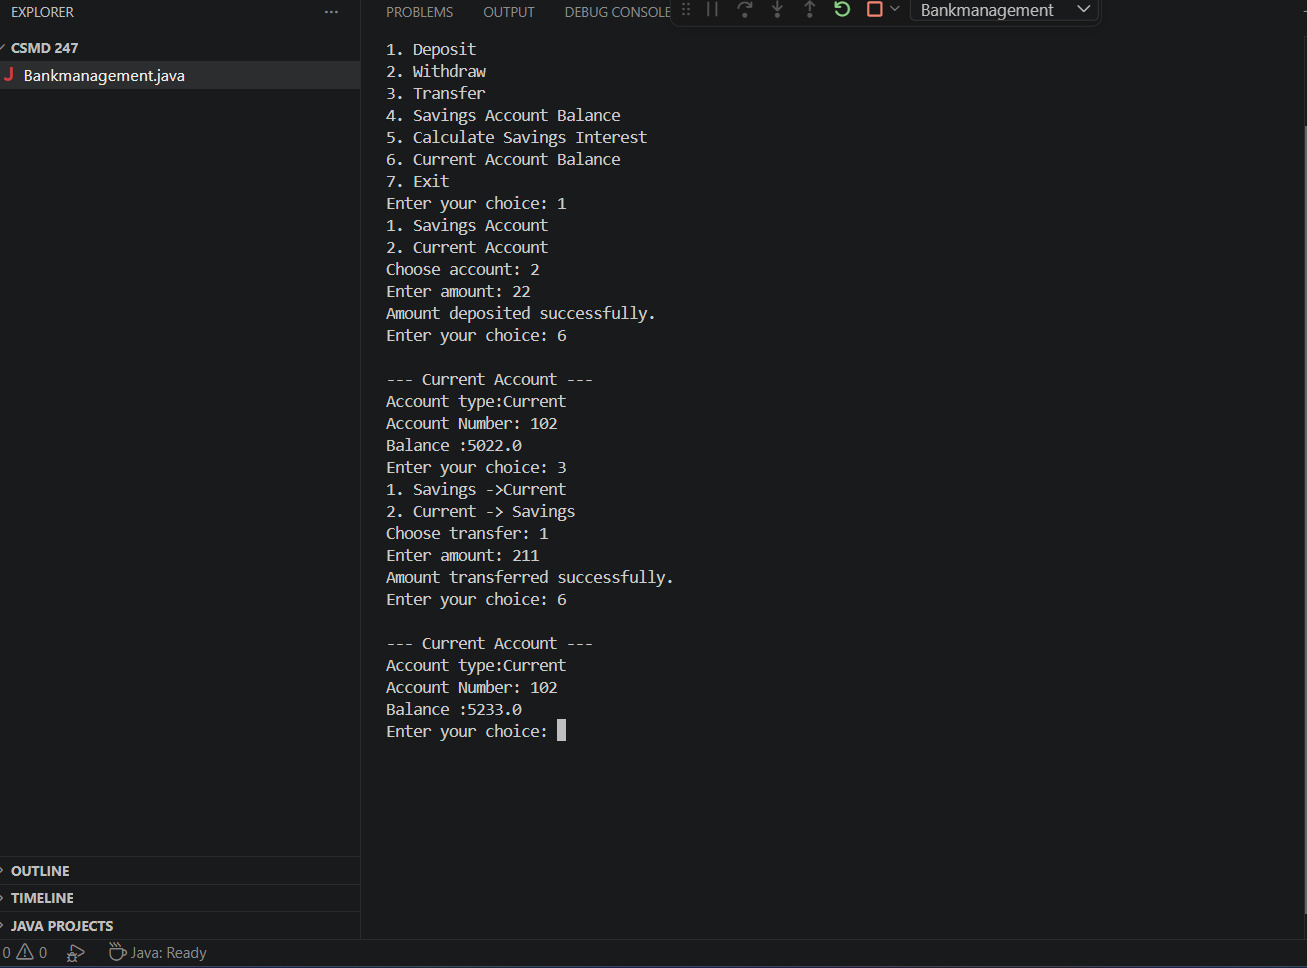 EXPLORER
CSMD 247
Bankmanagement.java
OUTLINE
TIMELINE
JAVA PROJECTS
PROBLEMS OUTPUT DEBUG CONSOLE
Bankmanagement
1. Deposit
2. Withdraw
3. Transfer
4. Savings Account Balance
5. Calculate Savings Interest
6. Current Account Balance
7. Exit
Enter your choice: 1
1. Savings Account
2. Current Account
Choose account: 2
Enter amount: 22
Amount deposited successfully.
Enter your choice: 6
--- Current Account ---
Account type:Current
Account Number: 102
Balance :5022.0
Enter your choice: 3
1. Savings ->Current
2. Current -> Savings
Choose transfer: 1
Enter amount: 211
Amount transferred successfully.
Enter your choice: 6
--- Current Account ---
Account type:Current
Account Number: 102
Balance :5233.0
Enter your choice:
0 0 Java: Ready